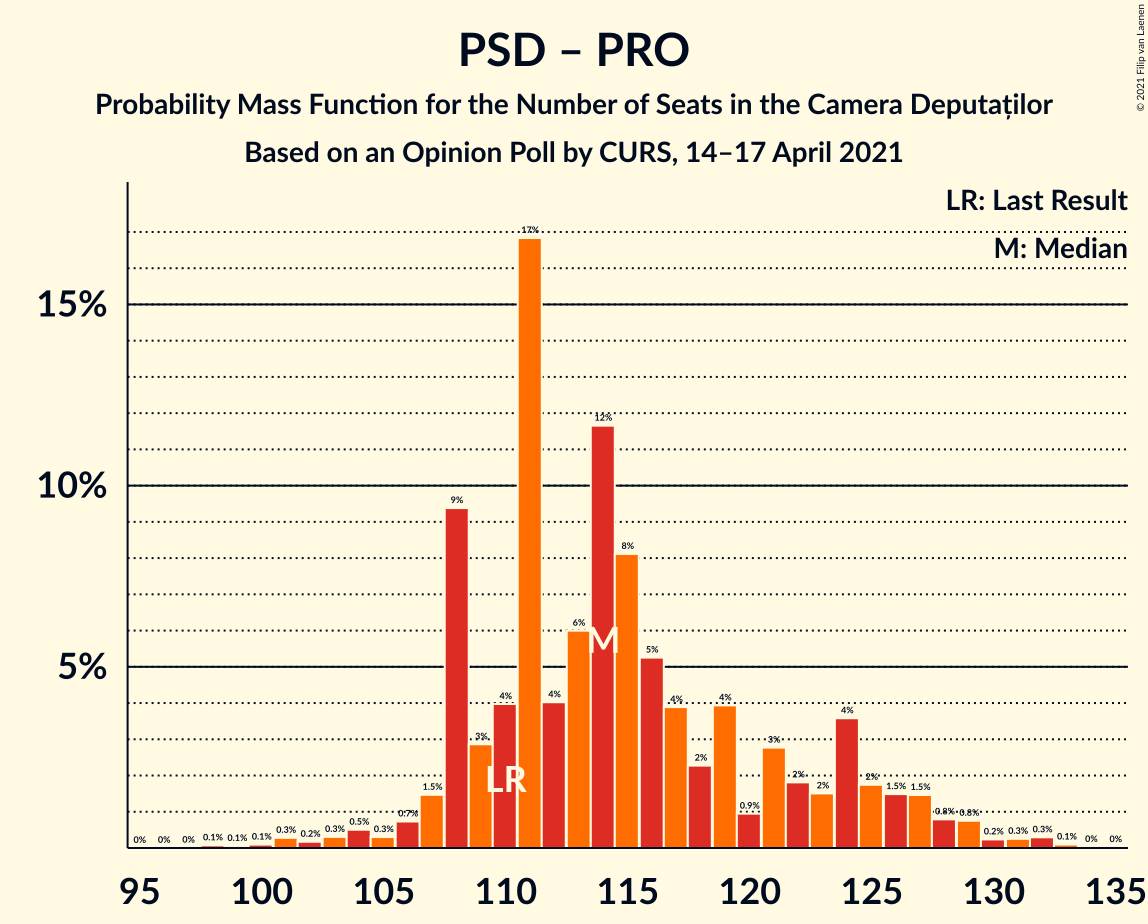 PSD – PRO
Probability Mass Function for the Number of Seats in the Camera Deputaților
Based on an Opinion Poll by CURS, 14–17 April 2021
© 2021 Filip van Laenen
LR: Last Result
M: Median
15%
10%
5%
0% 0% 0% 0.1% 0.1% 0.1% 0.3% 0.2% 0.3% 0.5% 0.3% 0.7% 1.5% 9% 3% 4% 17% 4% 6% 12% 8% 5% 4% 2% 4% 0.9% 3% 2% 2% 4% 2% 1.5% 1.5% 0.8% 0.8% 0.2% 0.3% 0.3% 0.1% 0% 0%
M
LR
95 100 105 110 115 120 125 130 135